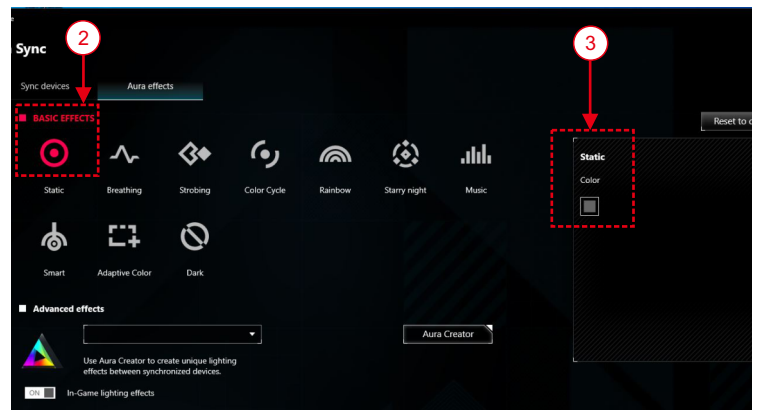 2
3
Sync
Sync devices
Aura effects
BASIC EFFECTS
Reset to
Static
Breathing
Strobing
Color Cycle
Rainbow
Starry night
Music
Static
Color
Smart
Adaptive Color
Dark
Advanced effects
Aura Creator
Use Aura Creator to create unique lighting
effects between synchronized devices.
ON
In-Game lighting effects